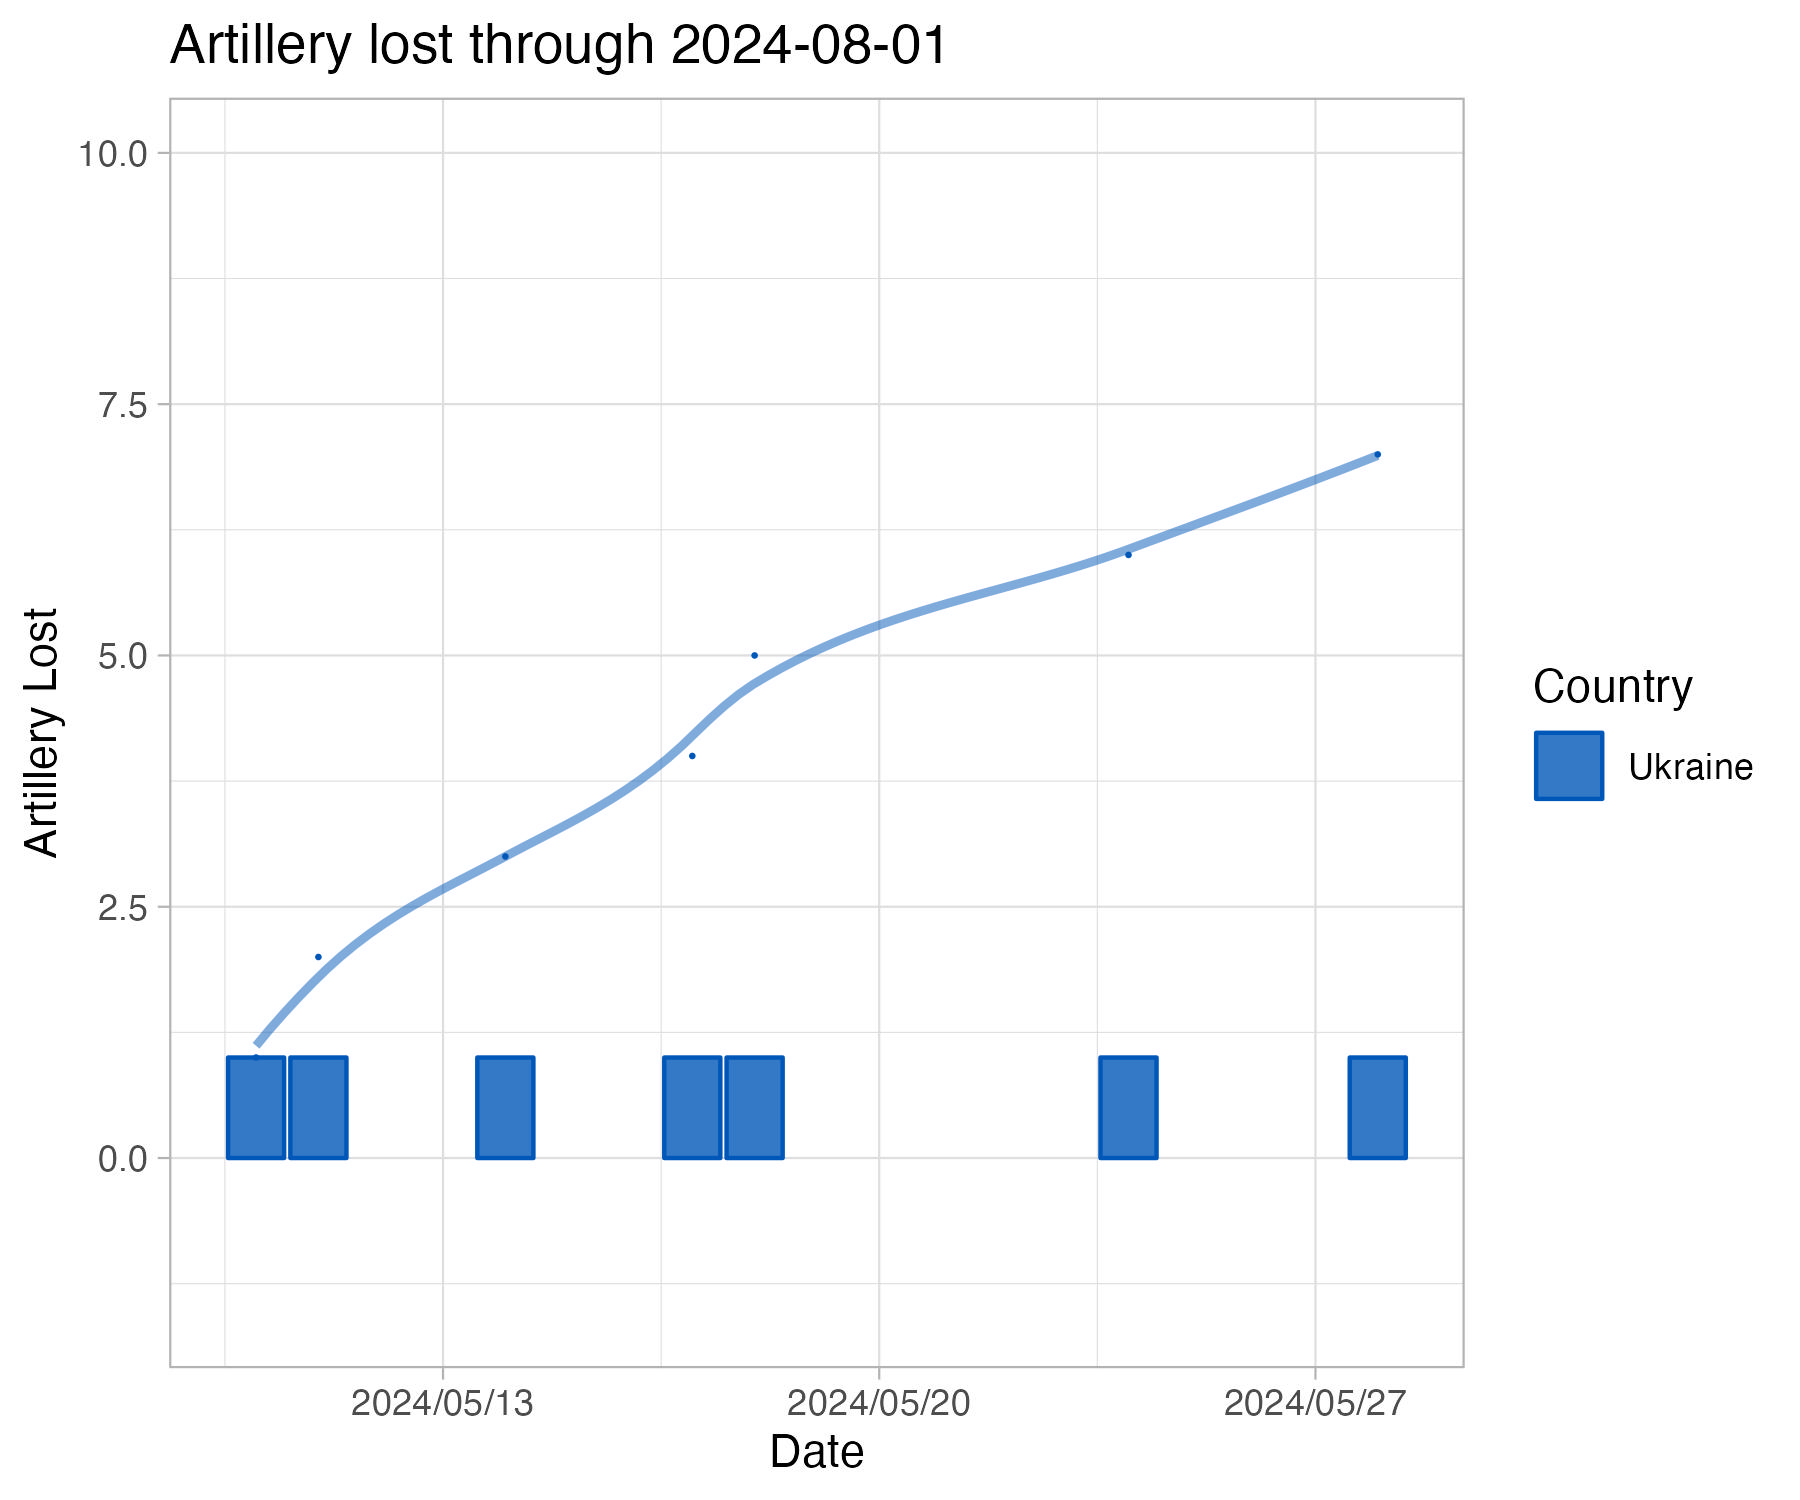 Artillery lost through 2024-08-01
10.0
7.5
5.0
2.5
0.0
Artillery Lost
2024/05/13 2024/05/20 2024/05/27
Date
Country
Ukraine